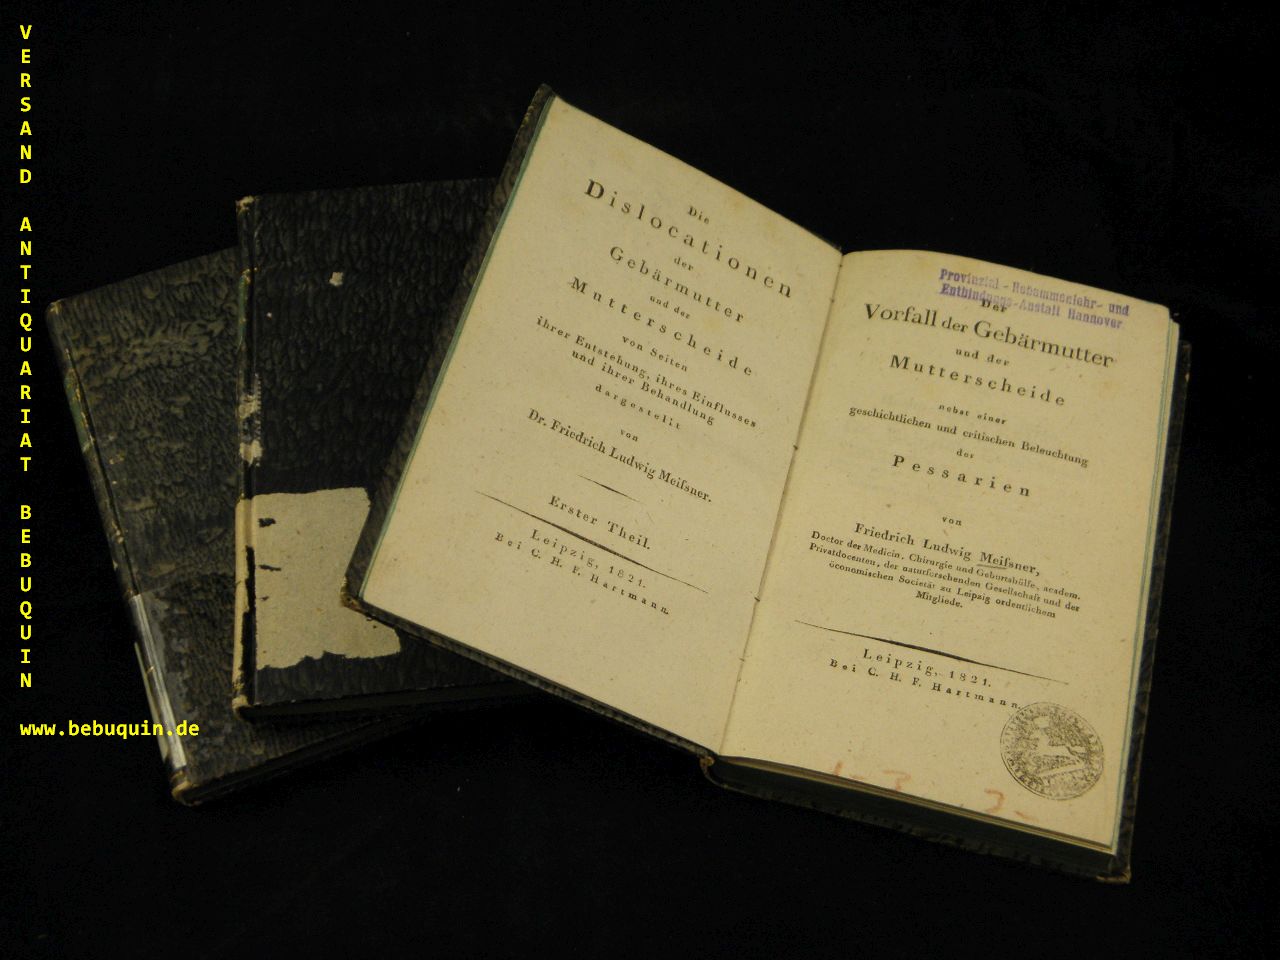 VERSAND ANTIQUARIAT BEBUQUIN
www.bebuquin.de
Die
Dislocationen
der
Gebärmutter
und der
Mutterscheide
von Seiten
ihrer Entstehung, ihres Einflusses
und ihrer Behandlung
dargestellt
von
Dr. Friedrich Ludwig Meiſsner.
Erster Theil.
Leipzig, 1821.
Bei C. H. F. Hartmann.
Provinzial-Hebammenlehr- und
Entbindungs-Anstalt Hannover
Der
Vorfall der Gebärmutter
und der
Mutterscheide
nebst einer
geschichtlichen und critischen Beleuchtung
der
Pessarien
von
Friedrich Ludwig Meiſsner,
Doctor der Medicin, Chirurgie und Geburtshülfe, academ.
Privatdocenten, der naturforschenden Gesellschaft und der
öconomischen Societät zu Leipzig ordentlichem
Mitgliede.
Leipzig, 1821.
Bei C. H. F. Hartmann.